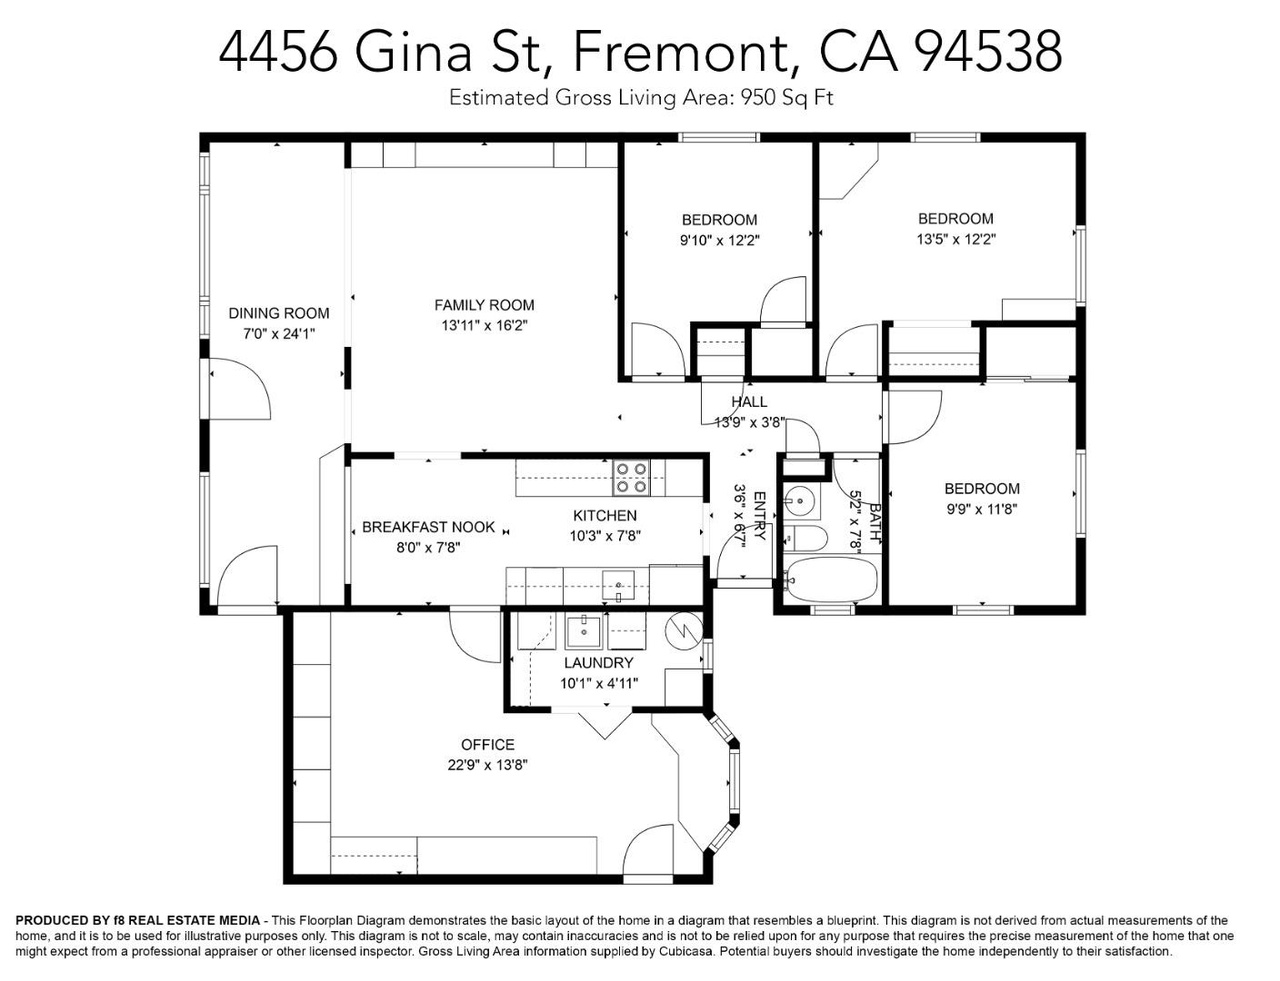 4456 Gina St, Fremont, CA 94538
Estimated Gross Living Area: 950 Sq Ft
BEDROOM
9'10" x 12'2"
BEDROOM
13'5" x 12'2"
DINING ROOM
7'0" x 24'1"
FAMILY ROOM
13'11" x 16'2"
HALL
13'9" x 3'8"
BEDROOM
9'9" x 11'8"
ENTRY
3'6" x 6'7"
BATH
5'2" x 7'8"
BREAKFAST NOOK
8'0" x 7'8"
KITCHEN
10'3" x 7'8"
LAUNDRY
10'1" x 4'11"
OFFICE
22'9" x 13'8"
PRODUCED BY f8 REAL ESTATE MEDIA - This Floorplan Diagram demonstrates the basic layout of the home in a diagram that resembles a blueprint. This diagram is not derived from actual measurements of the
home, and it is to be used for illustrative purposes only. This diagram is not to scale, may contain inaccuracies and is not to be relied upon for any purpose that requires the precise measurement of the home that one
might expect from a professional appraiser or other licensed inspector. Gross Living Area information supplied by Cubicasa. Potential buyers should investigate the home independently to their satisfaction.